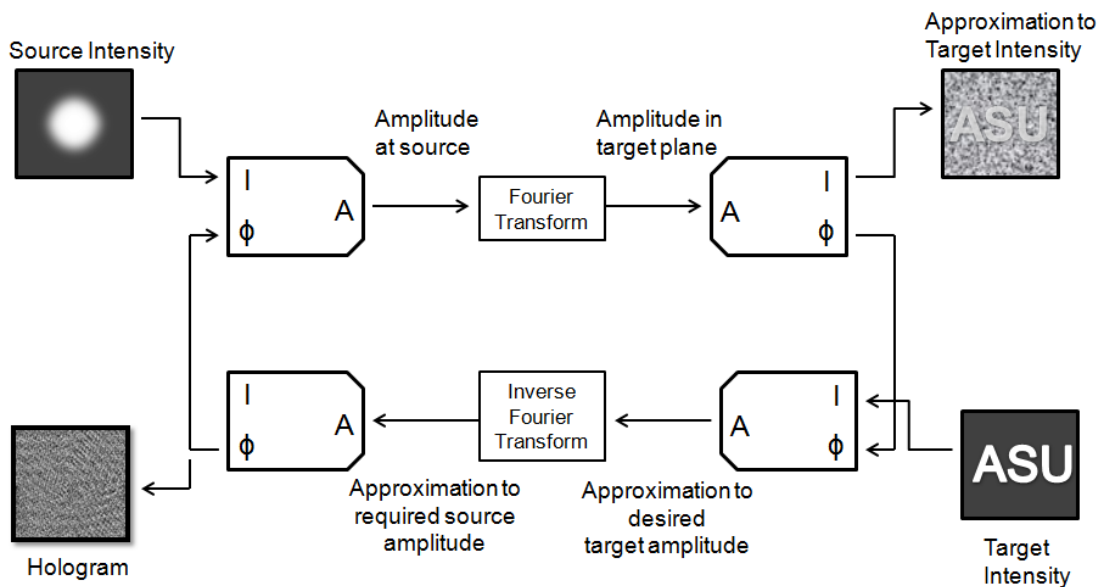 Source Intensity
Approximation to
Target Intensity
ASU
Amplitude
at source
Amplitude in
target plane
I
ϕ
A
Fourier
Transform
A
I
ϕ
I
ϕ
A
Inverse
Fourier
Transform
A
I
ϕ
ASU
Approximation to
required source
amplitude
Approximation to
desired
target amplitude
Hologram
Target
Intensity